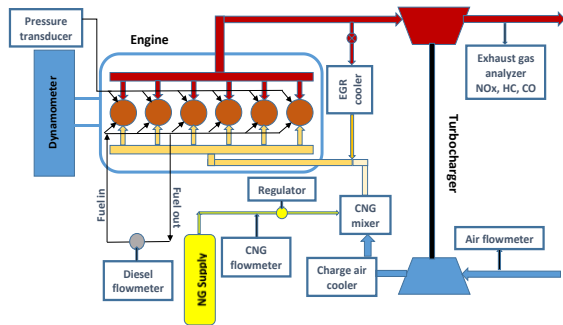 Pressure
transducer
Engine
Dynamometer
EGR
cooler
Exhaust gas
analyzer
NOx, HC, CO
Turbocharger
Fuel in
Fuel out
Regulator
CNG
mixer
Diesel
flowmeter
NG Supply
CNG
flowmeter
Charge air
cooler
Air flowmeter